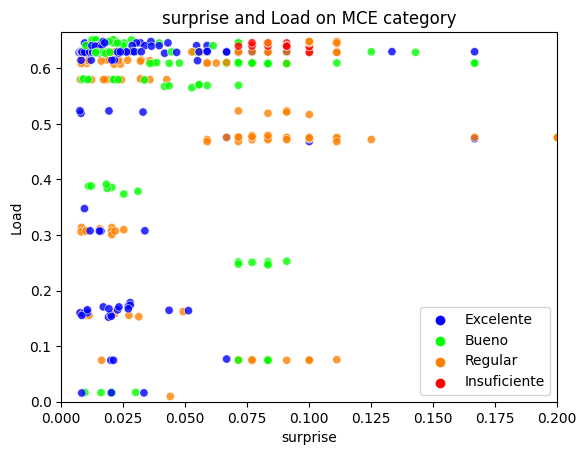 surprise and Load on MCE category
Load
0.6
0.5
0.4
0.3
0.2
0.1
0.0
0.000 0.025 0.050 0.075 0.100 0.125 0.150 0.175 0.200
surprise
Excelente
Bueno
Regular
Insuficiente